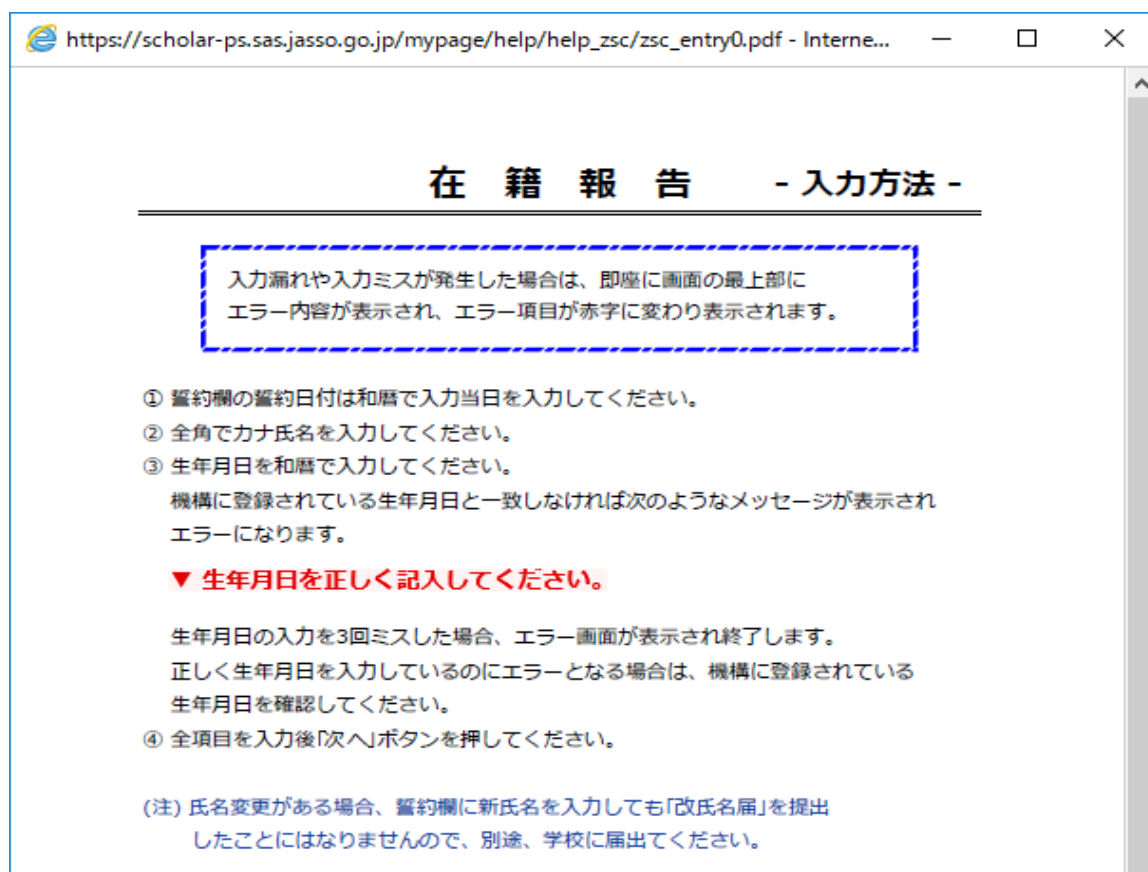 https://scholar-ps.sas.jasso.go.jp/mypage/help/help_zsc/zsc_entry0.pdf - Interne...
在 籍 報 告 - 入力方法 -
入力漏れや入力ミスが発生した場合は、即座に画面の最上部に
エラー内容が表示され、エラー項目が赤字に変わり表示されます。
① 誓約欄の誓約日付は和暦で入力当日を入力してください。
② 全角でカナ氏名を入力してください。
③ 生年月日を和暦で入力してください。
機構に登録されている生年月日と一致しなければ次のようなメッセージが表示され
エラーになります。
▼ 生年月日を正しく記入してください。
生年月日の入力を3回ミスした場合、エラー画面が表示され終了します。
正しく生年月日を入力しているのにエラーとなる場合は、機構に登録されている
生年月日を確認してください。
④ 全項目を入力後「次へ」ボタンを押してください。
(注) 氏名変更がある場合、誓約欄に新氏名を入力しても「改氏名届」を提出
したことにはなりませんので、別途、学校に届出てください。